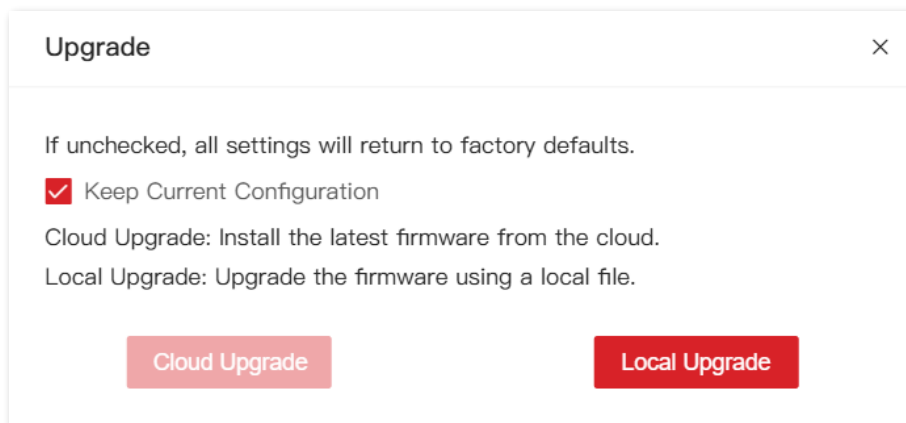 Upgrade
If unchecked, all settings will return to factory defaults.
Keep Current Configuration
Cloud Upgrade: Install the latest firmware from the cloud.
Local Upgrade: Upgrade the firmware using a local file.
Cloud Upgrade
Local Upgrade